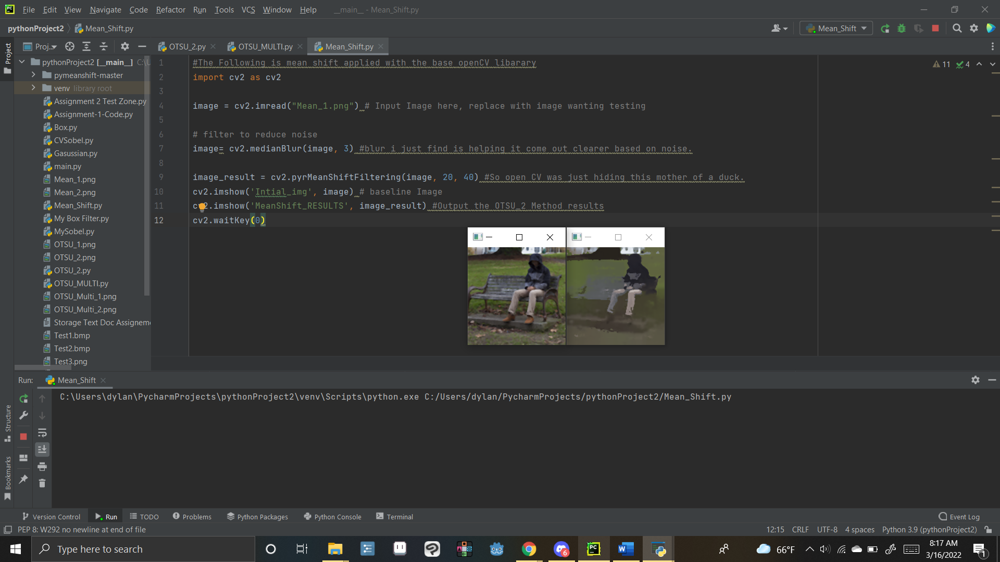 File Edit View Navigate Code Refactor Run Tools VCS Window Help __main__ - Mean_Shift.py
pythonProject2 Mean_Shift.py Mean_Shift
Project
Proj... OTSU_2.py OTSU_MULTI.py Mean_Shift.py
pythonProject2 [__main__] C:\U
pymeanshift-master
venv library root
Assignment 2 Test Zone.py
Assignment-1-Code.py
Box.py
CVSobel.py
Gasussian.py
main.py
Mean_1.png
Mean_2.png
Mean_Shift.py
My Box Filter.py
MySobel.py
OTSU_1.png
OTSU_2.png
OTSU_2.py
OTSU_MULTI.py
OTSU_Multi_1.png
OTSU_Multi_2.png
Storage Text Doc Assignem
Test1.bmp
Test2.bmp
Test3.png
11 4
1 #The Following is mean shift applied with the base openCV libarary
2 import cv2 as cv2
3
4 image = cv2.imread("Mean_1.png") # Input Image here, replace with image wanting testing
5
6 # filter to reduce noise
7 image= cv2.medianBlur(image, 3) #blur i just find is helping it come out clearer based on noise.
8
9 image_result = cv2.pyrMeanShiftFiltering(image, 20, 40) #So open CV was just hiding this mother of a duck.
10 cv2.imshow('Intial_img', image) # baseline Image
11 cv2.imshow('MeanShift_RESULTS', image_result) #Output the OTSU_2 Method results
12 cv2.waitKey(0)
Run: Mean_Shift
C:\Users\dylan\PycharmProjects\pythonProject2\venv\Scripts\python.exe C:/Users/dylan/PycharmProjects/pythonProject2/Mean_Shift.py
Structure
Bookmarks
Version Control Run TODO Problems Python Packages Python Console Terminal Event Log
PEP 8: W292 no newline at end of file 12:15 CRLF UTF-8 4 spaces Python 3.9 (pythonProject2)
Type here to search 66°F 8:17 AM
3/16/2022
PC
6
W
1